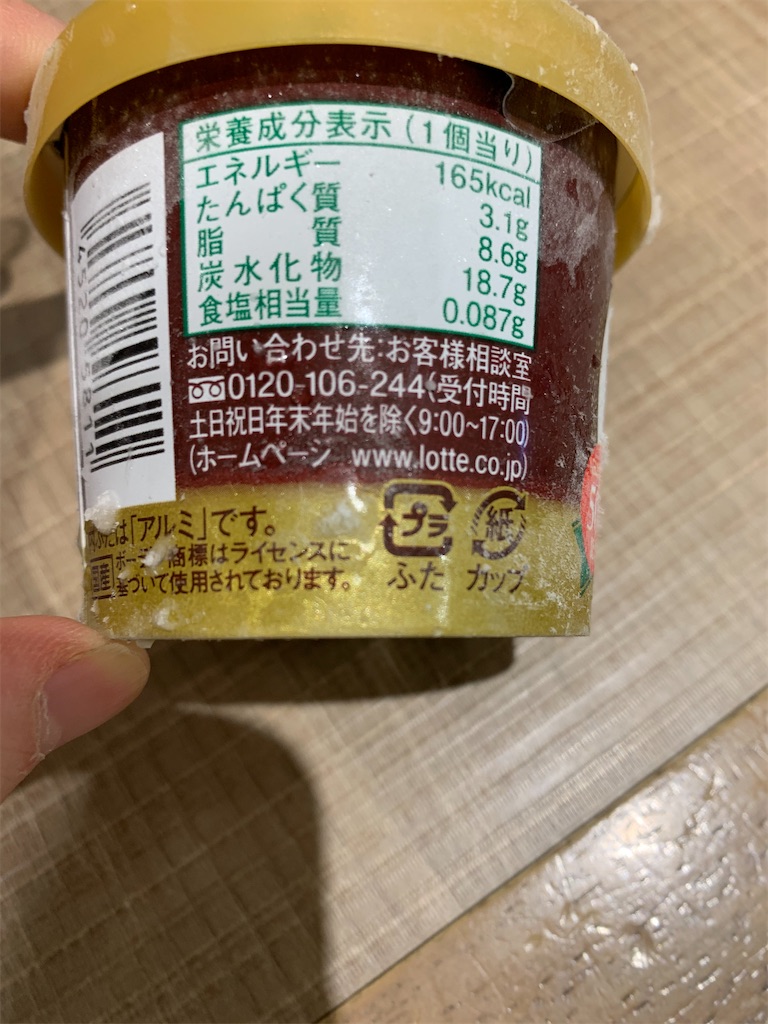 栄養成分表示(1個当り)
エネルギー 165kcal
たんぱく質 3.1g
脂質 8.6g
炭水化物 18.7g
食塩相当量 0.087g
お問い合わせ先:お客様相談室
0120-106-244(受付時間
土日祝日年末年始を除く9:00~17:00)
(ホームページ www.lotte.co.jp)
は「アルミ」です。
商標はライセンスに
基づいて使用されております。
プラ
ふた
紙
カップ